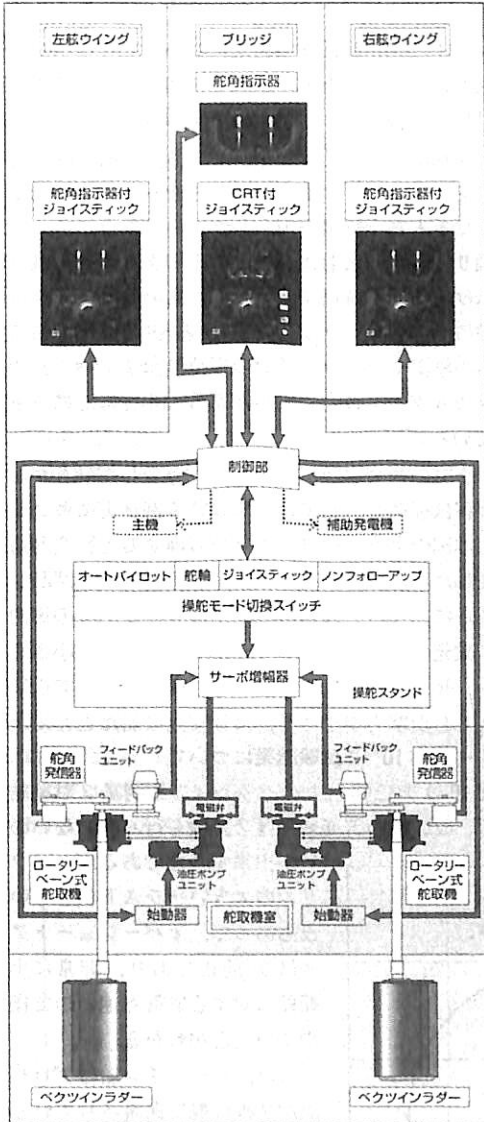 左舷ウイング
ブリッジ
右舷ウイング
舵角指示器
舵角指示器付
ジョイスティック
CRT付
ジョイスティック
舵角指示器付
ジョイスティック
制御部
主機
補助発電機
オートパイロット
舵輪
ジョイスティック
ノンフォローアップ
操舵モード切換スイッチ
サーボ増幅器
操舵スタンド
舵角
発信器
フィードバック
ユニット
電磁弁
電磁弁
フィードバック
ユニット
舵角
発信器
ロータリー
ベーン式
舵取機
油圧ポンプ
ユニット
油圧ポンプ
ユニット
ロータリー
ベーン式
舵取機
始動器
舵取機室
始動器
ベクツインラダー
ベクツインラダー